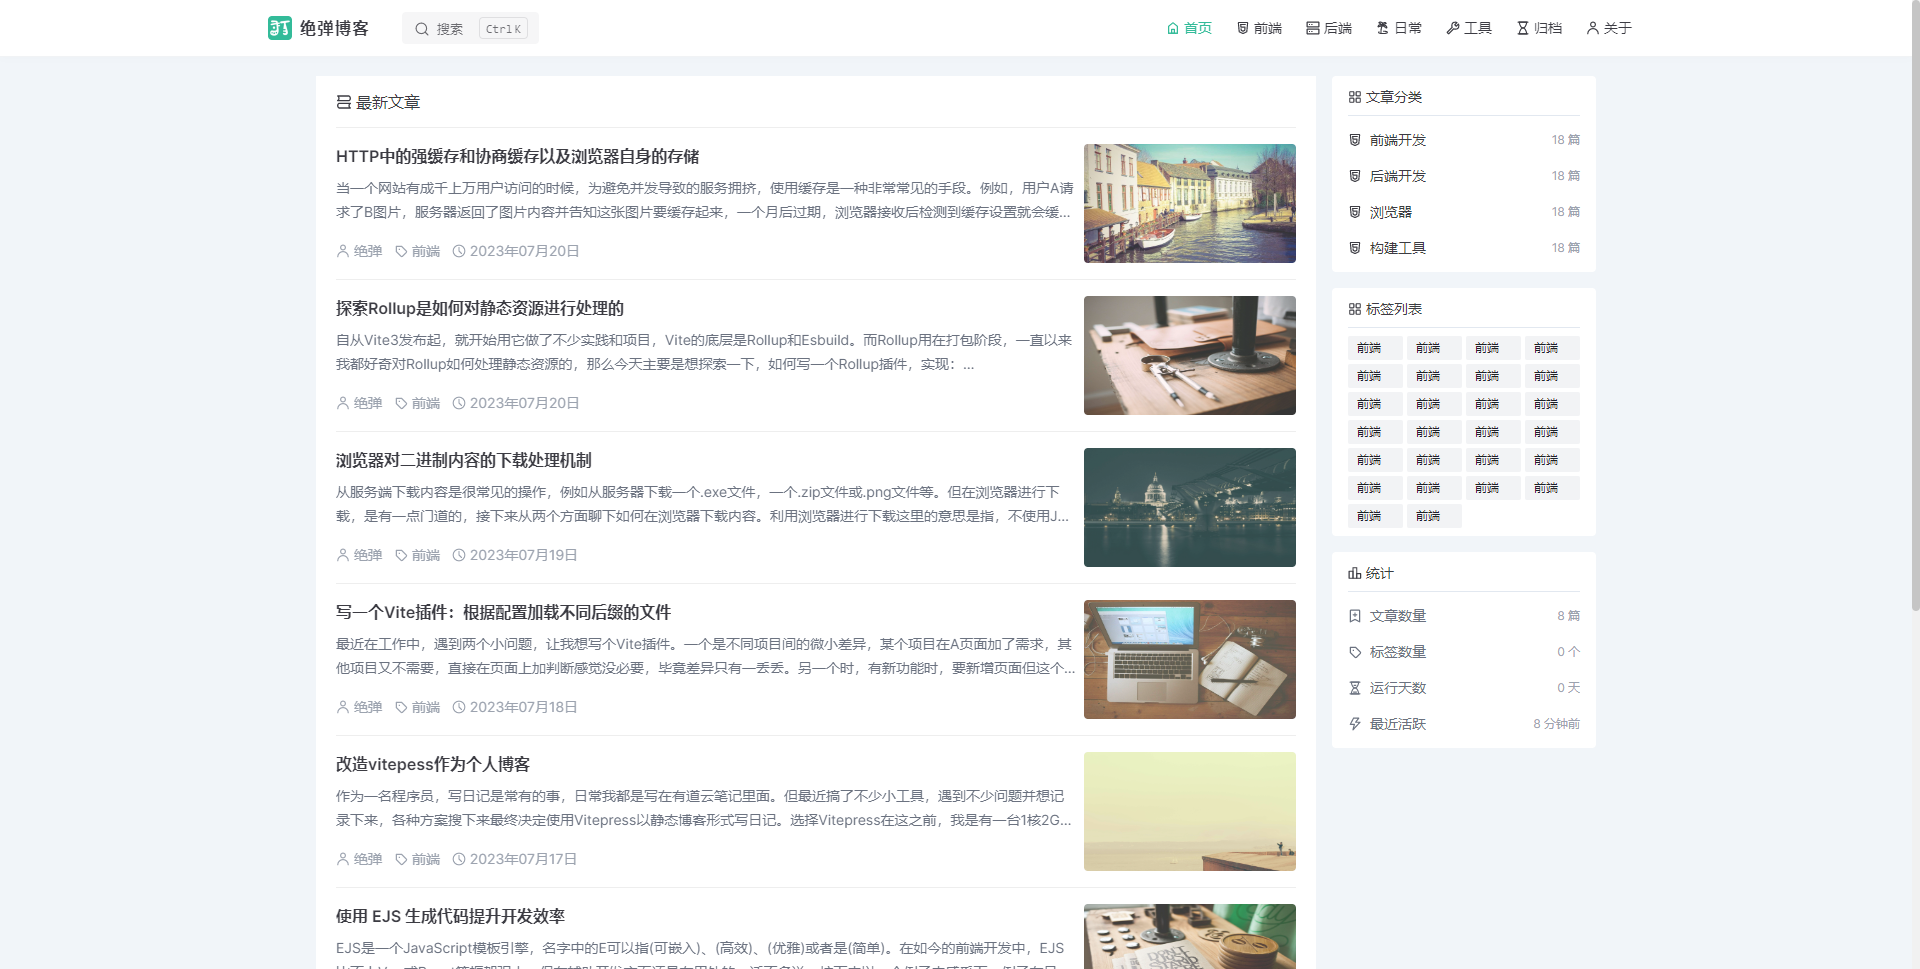 绝弹博客
搜索 Ctrl K
首页 前端 后端 日常 工具 归档 关于
最新文章
HTTP中的强缓存和协商缓存以及浏览器自身的存储
当一个网站有成千上万用户访问的时候，为避免并发导致的服务拥挤，使用缓存是一种非常常见的手段。例如，用户A请
求了B图片，服务器返回了图片内容并告知这张图片要缓存起来，一个月后过期，浏览器接收后检测到缓存设置就会缓...
绝弹 前端 2023年07月20日
探索Rollup是如何对静态资源进行处理的
自从Vite3发布起，就开始用它做了不少实践和项目，Vite的底层是Rollup和Esbuild。而Rollup用在打包阶段，一直以来
我都好奇对Rollup如何处理静态资源的，那么今天主要是想探索一下，如何写一个Rollup插件，实现：...
绝弹 前端 2023年07月20日
浏览器对二进制内容的下载处理机制
从服务端下载内容是很常见的操作，例如从服务器下载一个.exe文件，一个.zip文件或.png文件等。但在浏览器进行下
载，是有一点门道的，接下来从两个方面聊下如何在浏览器下载内容。利用浏览器进行下载这里的意思是指，不使用J...
绝弹 前端 2023年07月19日
写一个Vite插件：根据配置加载不同后缀的文件
最近在工作中，遇到两个小问题，让我想写个Vite插件。一个是不同项目间的微小差异，某个项目在A页面加了需求，其
他项目又不需要，直接在页面上加判断感觉没必要，毕竟差异只有一丢丢。另一个时，有新功能时，要新增页面但这个...
绝弹 前端 2023年07月18日
改造vitepess作为个人博客
作为一名程序员，写日记是常有的事，日常我都是写在有道云笔记里面。但最近搞了不少小工具，遇到不少问题并想记
录下来，各种方案搜下来最终决定使用Vitepress以静态博客形式写日记。选择Vitepress在这之前，我是有一台1核2G...
绝弹 前端 2023年07月17日
使用 EJS 生成代码提升开发效率
EJS是一个JavaScript模板引擎，名字中的E可以指(可嵌入)、(高效)、(优雅)或者是(简单)。在如今的前端开发中，EJS
文章分类
前端开发 18 篇
后端开发 18 篇
浏览器 18 篇
构建工具 18 篇
标签列表
前端 前端 前端 前端
前端 前端 前端 前端
前端 前端 前端 前端
前端 前端 前端 前端
前端 前端 前端 前端
前端 前端 前端 前端
前端 前端
统计
文章数量 8 篇
标签数量 0 个
运行天数 0 天
最近活跃 8 分钟前